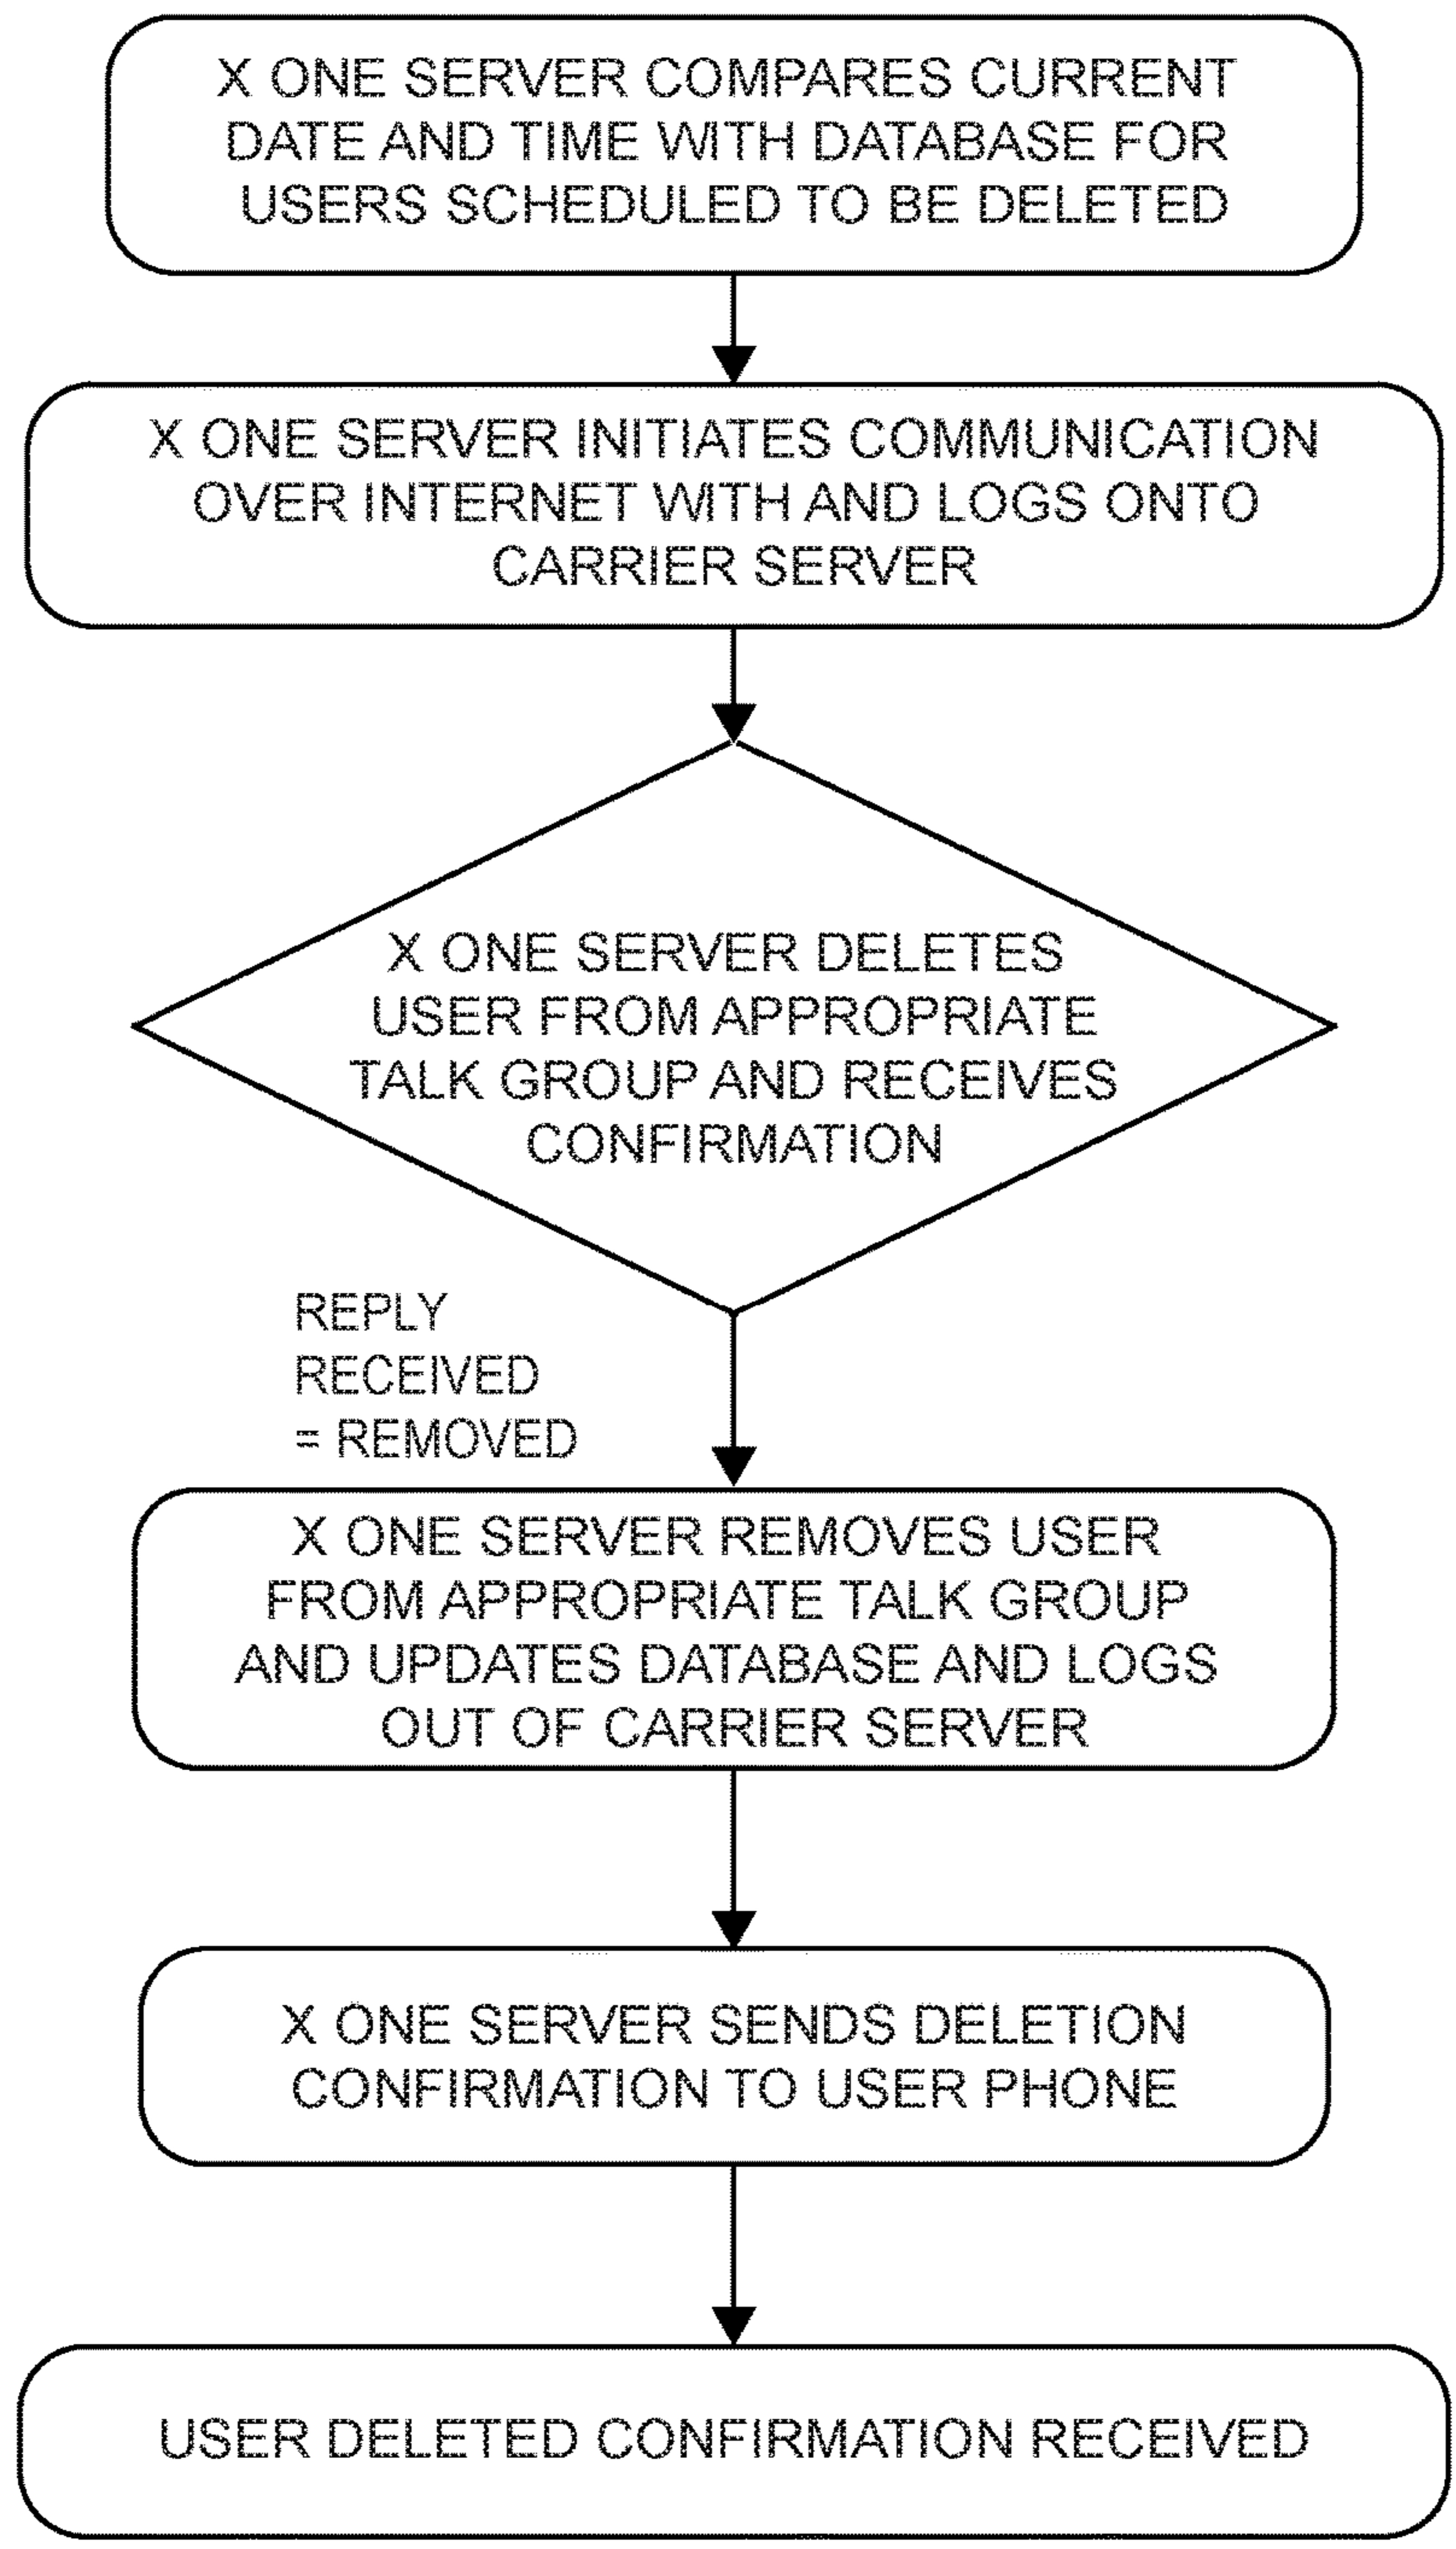 X ONE SERVER COMPARES CURRENT
DATE AND TIME WITH DATABASE FOR
USERS SCHEDULED TO BE DELETED
X ONE SERVER INITIATES COMMUNICATION
OVER INTERNET WITH AND LOGS ONTO
CARRIER SERVER
X ONE SERVER DELETES
USER FROM APPROPRIATE
TALK GROUP AND RECEIVES
CONFIRMATION
REPLY
RECEIVED
= REMOVED
X ONE SERVER REMOVES USER
FROM APPROPRIATE TALK GROUP
AND UPDATES DATABASE AND LOGS
OUT OF CARRIER SERVER
X ONE SERVER SENDS DELETION
CONFIRMATION TO USER PHONE
USER DELETED CONFIRMATION RECEIVED